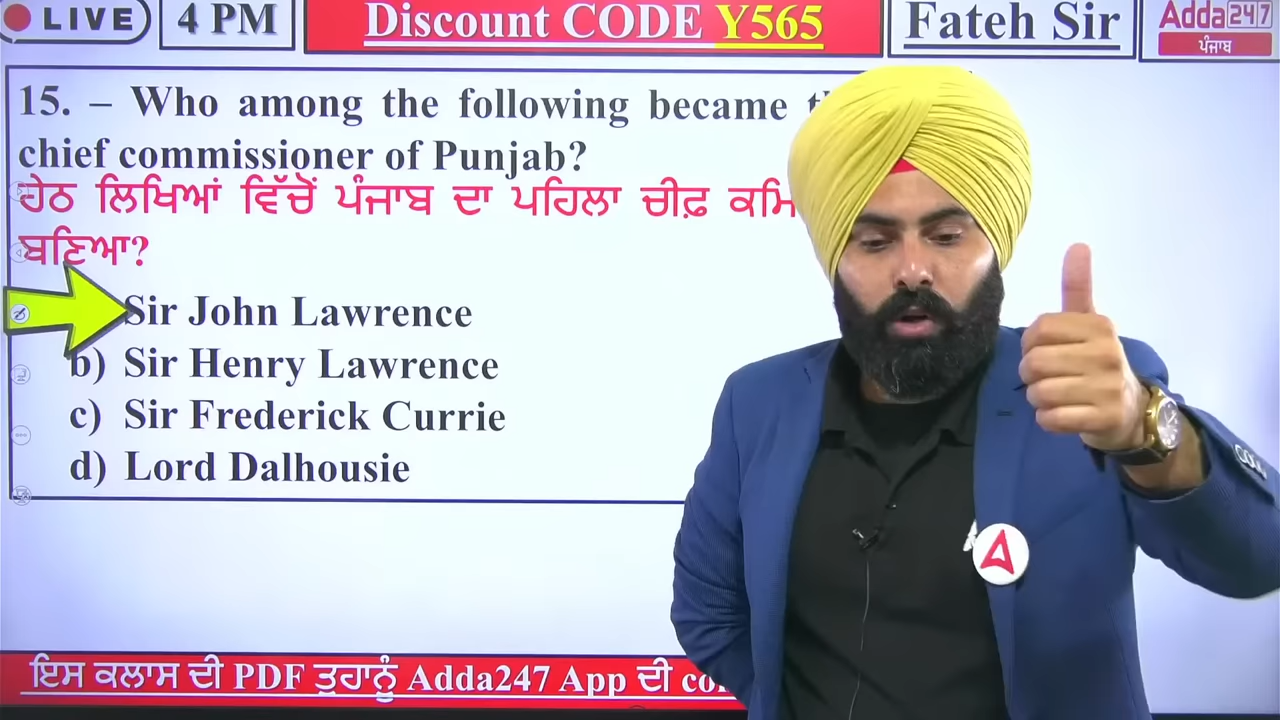 LIVE
4 PM
Discount CODE Y565
Fateh Sir
Adda247
ਪੰਜਾਬ
15. – Who among the following became
chief commissioner of Punjab?
ਹੇਠ ਲਿਖਿਆਂ ਵਿੱਚੋਂ ਪੰਜਾਬ ਦਾ ਪਹਿਲਾ ਚੀਫ਼
ਬਣਿਆ?
Sir John Lawrence
b) Sir Henry Lawrence
c) Sir Frederick Currie
d) Lord Dalhousie
ਇਸ ਕਲਾਸ ਦੀ PDF ਤੁਹਾਨੂੰ Adda247 App ਦੀ